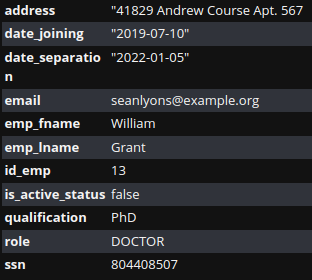 address "41829 Andrew Course Apt. 567
date_joining "2019-07-10"
date_separatio "2022-01-05"
n
email seanlyons@example.org
emp_fname William
emp_lname Grant
id_emp 13
is_active_status false
qualification PhD
role DOCTOR
ssn 804408507